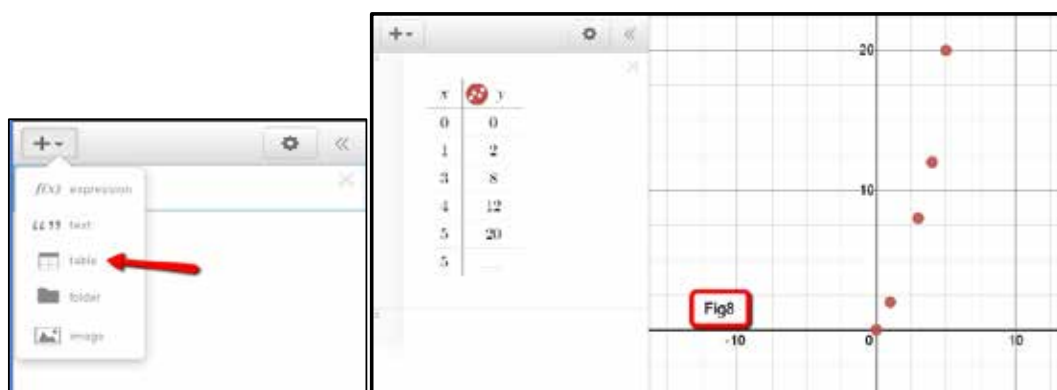 f(x) expression
"" text
table
folder
image
x y
0 0
1 2
3 8
4 12
5 20
5
20
10
-10 0 10
Fig8